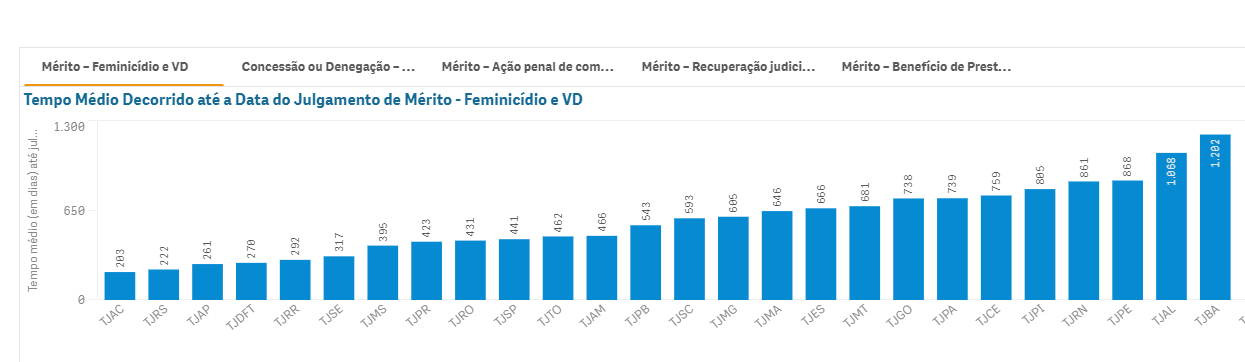 Mérito – Feminicídio e VD
Concessão ou Denegação – ...
Mérito – Ação penal de com...
Mérito – Recuperação judici...
Mérito – Benefício de Prest...
Tempo Médio Decorrido até a Data do Julgamento de Mérito - Feminicídio e VD
Tempo médio (em dias) até jul...
1.300
650
0
203
222
261
270
292
317
395
423
431
441
462
466
543
593
605
646
666
681
738
739
759
805
861
868
1.068
1.202
TJAC
TJRS
TJAP
TJDFT
TJRR
TJSE
TJMS
TJPR
TJRO
TJSP
TJTO
TJAM
TJPB
TJSC
TJMG
TJMA
TJES
TJMT
TJGO
TJPA
TJCE
TJPI
TJRN
TJPE
TJAL
TJBA